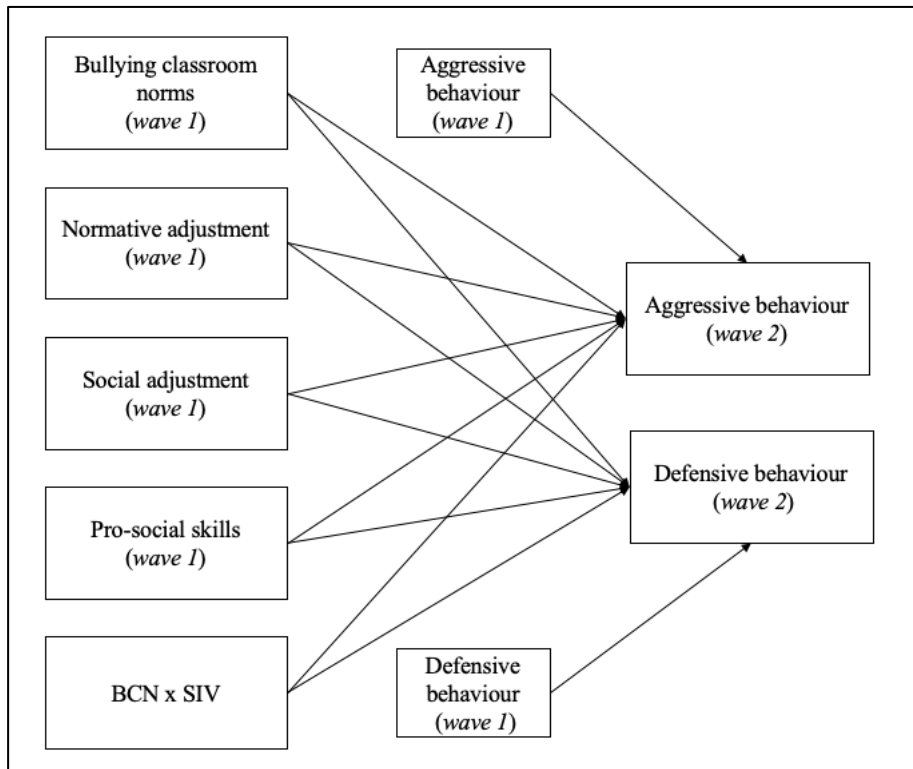 Bullying classroom
norms
(wave 1)
Aggressive
behaviour
(wave 1)
Normative adjustment
(wave 1)
Aggressive behaviour
(wave 2)
Social adjustment
(wave 1)
Defensive behaviour
(wave 2)
Pro-social skills
(wave 1)
BCN x SIV
Defensive
behaviour
(wave 1)